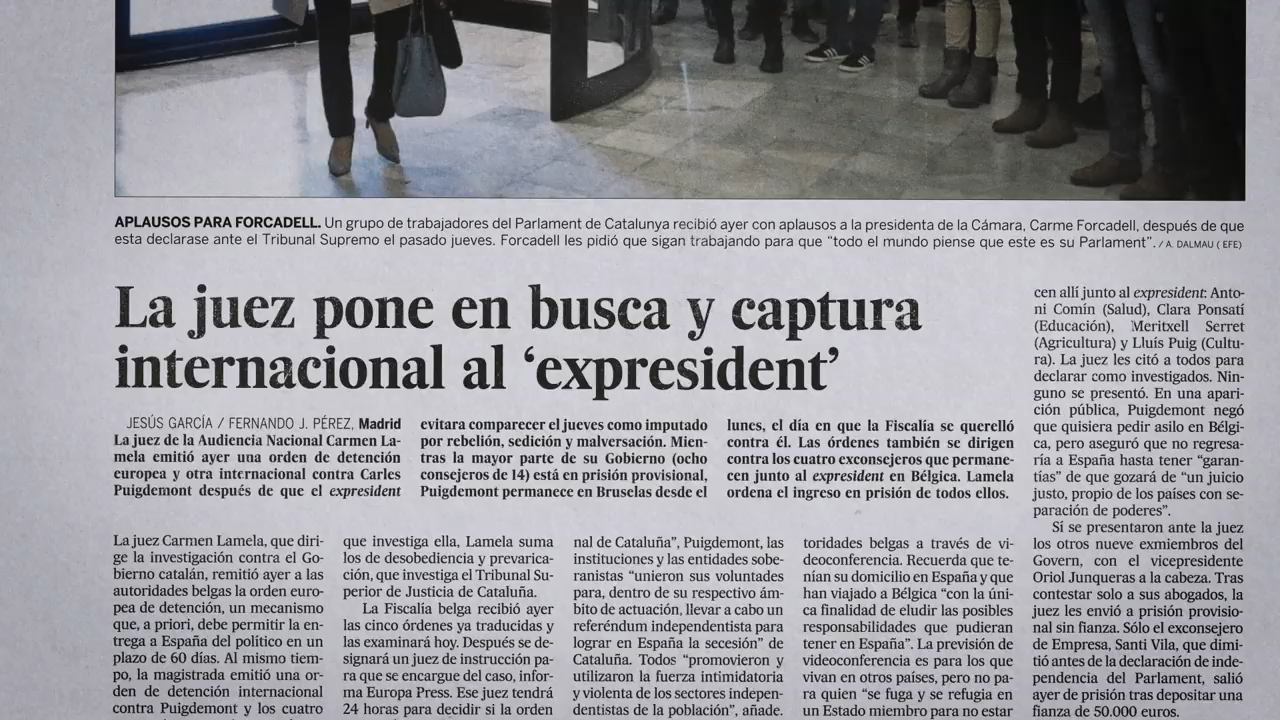 APLAUSOS PARA FORCADELL. Un grupo de trabajadores del Parlament de Catalunya recibió ayer con aplausos a la presidenta de la Cámara, Carme Forcadell, después de que
esta declarase ante el Tribunal Supremo el pasado jueves. Forcadell les pidió que sigan trabajando para que “todo el mundo piense que este es su Parlament”. / A. DALMAU ( EFE)
La juez pone en busca y captura
internacional al ‘expresident’
JESÚS GARCÍA / FERNANDO J. PÉREZ, Madrid
La juez de la Audiencia Nacional Carmen La-
mela emitió ayer una orden de detención
europea y otra internacional contra Carles
Puigdemont después de que el expresident
evitara comparecer el jueves como imputado
por rebelión, sedición y malversación. Mien-
tras la mayor parte de su Gobierno (ocho
consejeros de 14) está en prisión provisional,
Puigdemont permanece en Bruselas desde el
lunes, el día en que la Fiscalía se querelló
contra él. Las órdenes también se dirigen
contra los cuatro exconsejeros que permane-
cen junto al expresident en Bélgica. Lamela
ordena el ingreso en prisión de todos ellos.
La juez Carmen Lamela, que diri-
ge la investigación contra el Go-
bierno catalán, remitió ayer a las
autoridades belgas la orden euro-
pea de detención, un mecanismo
que, a priori, debe permitir la en-
trega a España del político en un
plazo de 60 días. Al mismo tiem-
po, la magistrada emitió una or-
den de detención internacional
contra Puigdemont y los cuatro
que investiga ella, Lamela suma
los de desobediencia y prevarica-
ción, que investiga el Tribunal Su-
perior de Justicia de Cataluña.
La Fiscalía belga recibió ayer
las cinco órdenes ya traducidas y
las examinará hoy. Después se de-
signará un juez de instrucción pa-
ra que se encargue del caso, infor-
ma Europa Press. Ese juez tendrá
24 horas para decidir si la orden
nal de Cataluña”, Puigdemont, las
instituciones y las entidades sobe-
ranistas “unieron sus voluntades
para, dentro de su respectivo ám-
bito de actuación, llevar a cabo un
referéndum independentista para
lograr en España la secesión” de
Cataluña. Todos “promovieron y
utilizaron la fuerza intimidatoria
y violenta de los sectores indepen-
dentistas de la población”, añade.
toridades belgas a través de vi-
deoconferencia. Recuerda que te-
nían su domicilio en España y que
han viajado a Bélgica “con la úni-
ca finalidad de eludir las posibles
responsabilidades que pudieran
tener en España”. La previsión de
videoconferencia es para los que
vivan en otros países, pero no pa-
ra quien “se fuga y se refugia en
un Estado miembro para no estar
cen allí junto al expresident: Anto-
ni Comín (Salud), Clara Ponsatí
(Educación), Meritxell Serret
(Agricultura) y Lluís Puig (Cultu-
ra). La juez les citó a todos para
declarar como investigados. Nin-
guno se presentó. En una apari-
ción pública, Puigdemont negó
que quisiera pedir asilo en Bélgi-
ca, pero aseguró que no regresa-
ría a España hasta tener “garan-
tías” de que gozará de “un juicio
justo, propio de los países con se-
paración de poderes”.
Sí se presentaron ante la juez
los otros nueve exmiembros del
Govern, con el vicepresidente
Oriol Junqueras a la cabeza. Tras
contestar solo a sus abogados, la
juez les envió a prisión provisio-
nal sin fianza. Sólo el exconsejero
de Empresa, Santi Vila, que dimi-
tió antes de la declaración de inde-
pendencia del Parlament, salió
ayer de prisión tras depositar una
fianza de 50.000 euros.